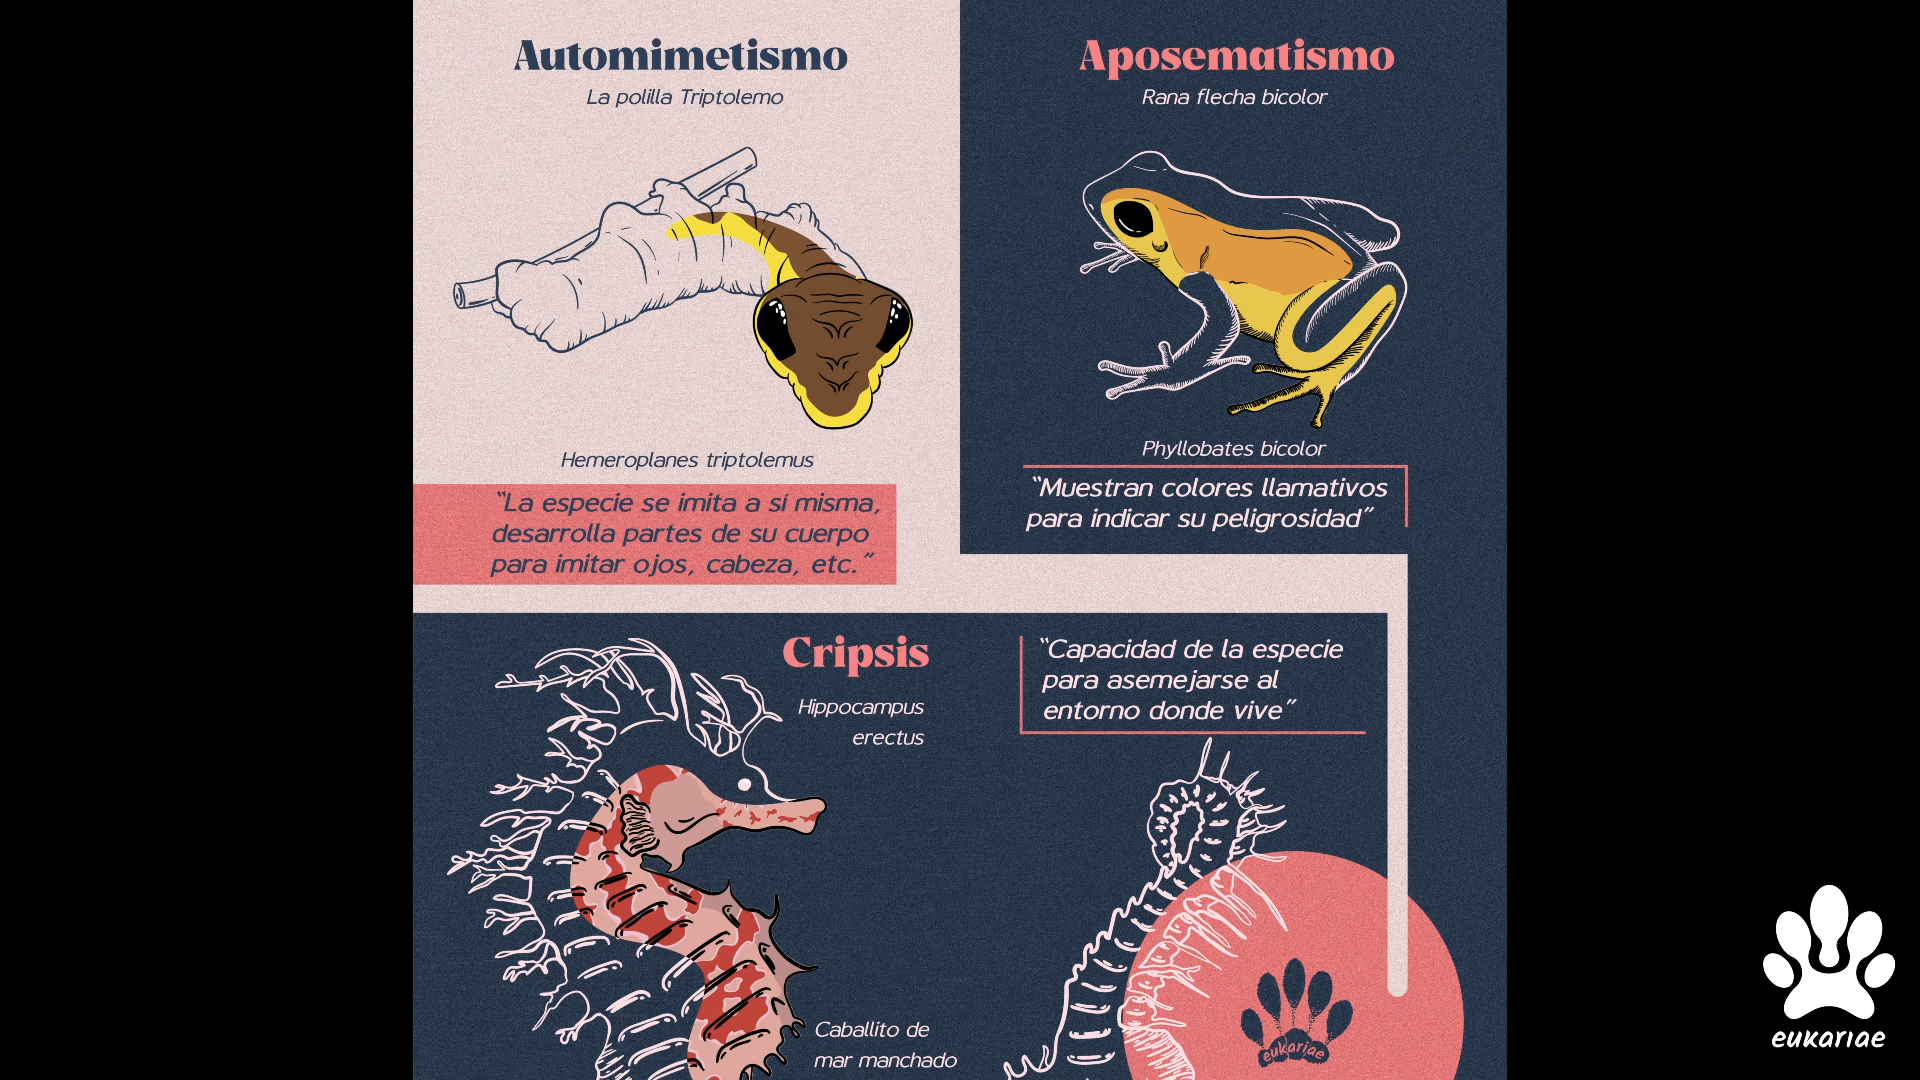 Automimetismo
La polilla Triptolemo
Hemeroplanes triptolemus
“La especie se imita a sí misma,
desarrolla partes de su cuerpo
para imitar ojos, cabeza, etc.”
Aposematismo
Rana flecha bicolor
Phyllobates bicolor
“Muestran colores llamativos
para indicar su peligrosidad”
Cripsis
Hippocampus
erectus
Caballito de
mar manchado
“Capacidad de la especie
para asemejarse al
entorno donde vive”
eukariae
eukariae